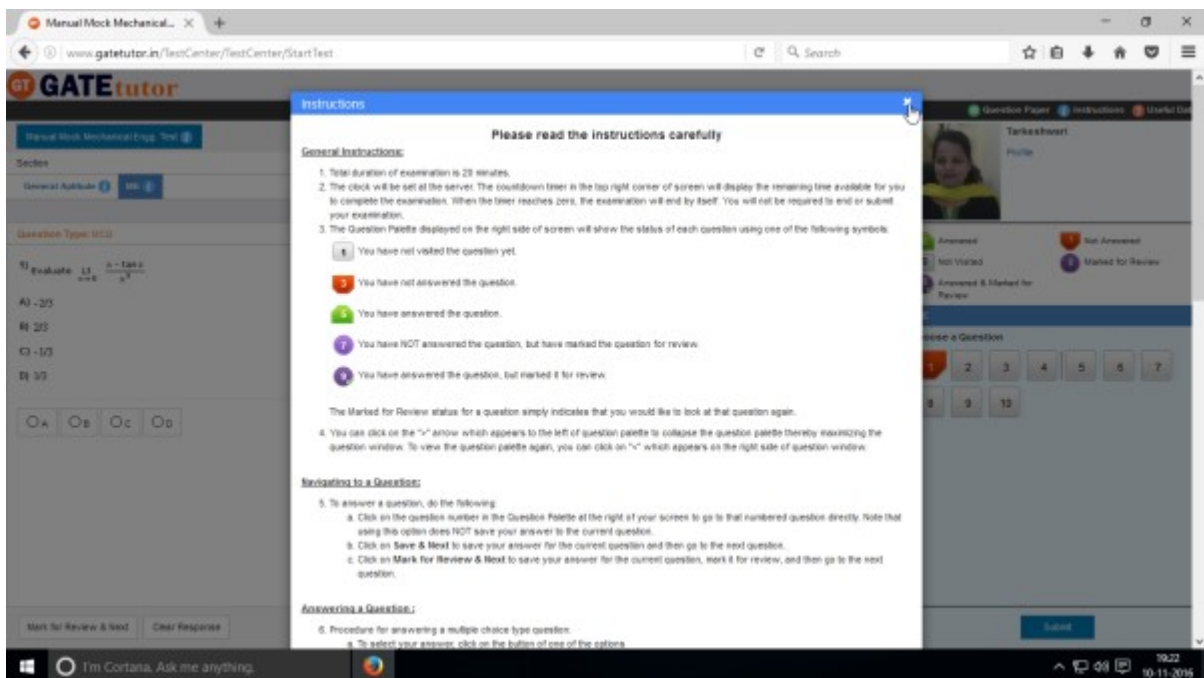 Manual Mock Mechanical...
www.gatetutor.in/TestCenter/TestCenter/StartTest
Search
GT GATEtutor
Instructions
Question Paper
Instructions
Useful Dat
Manual Mock Mechanical Engg. Test
Tarkeshwari
Profile
Section
General Aptitude
ME
Please read the instructions carefully
General Instructions:
1. Total duration of examination is 20 minutes.
2. The clock will be set at the server. The countdown timer in the top right corner of screen will display the remaining time available for you
to complete the examination. When the timer reaches zero, the examination will end by itself. You will not be required to end or submit
your examination.
3. The Question Palette displayed on the right side of screen will show the status of each question using one of the following symbols:
1 You have not visited the question yet.
3 You have not answered the question.
5 You have answered the question.
7 You have NOT answered the question, but have marked the question for review.
9 You have answered the question, but marked it for review.
The Marked for Review status for a question simply indicates that you would like to look at that question again.
4. You can click on the ">" arrow which appears to the left of question palette to collapse the question palette thereby maximizing the
question window. To view the question palette again, you can click on "<" which appears on the right side of question window.
Navigating to a Question:
5. To answer a question, do the following:
a. Click on the question number in the Question Palette at the right of your screen to go to that numbered question directly. Note that
using this option does NOT save your answer to the current question.
b. Click on Save & Next to save your answer for the current question and then go to the next question.
c. Click on Mark for Review & Next to save your answer for the current question, mark it for review, and then go to the next
question.
Answering a Question :
6. Procedure for answering a multiple choice type question:
a. To select your answer, click on the button of one of the options
Question Type: MCQ
1) Evaluate
A) -2/3
B) 2/3
C) -1/3
D) 1/3
A B C D
Mark for Review & Next
Clear Response
Answered
Not Answered
Not Visited
Marked for Review
Answered & Marked for
Review
oose a Question
1 2 3 4 5 6 7
8 9 10
Submit
I'm Cortana. Ask me anything.
19:22
10-11-2016